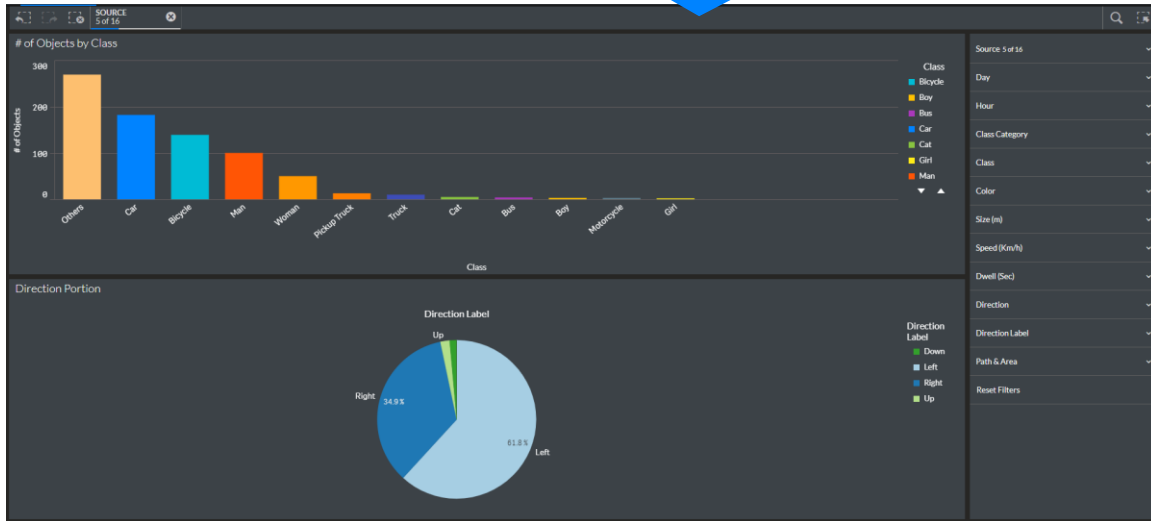 SOURCE
5 of 16
# of Objects by Class
300
200
100
0
# of Objects
Others
Car
Bicycle
Man
Woman
Pickup Truck
Truck
Cat
Bus
Boy
Motorcycle
Girl
Class
Class
Bicycle
Boy
Bus
Car
Cat
Girl
Man
Direction Portion
Direction Label
Up
Right
34.9 %
61.8 %
Left
Direction
Label
Down
Left
Right
Up
Source 5 of 16
Day
Hour
Class Category
Class
Color
Size (m)
Speed (Km/h)
Dwell (Sec)
Direction
Direction Label
Path & Area
Reset Filters